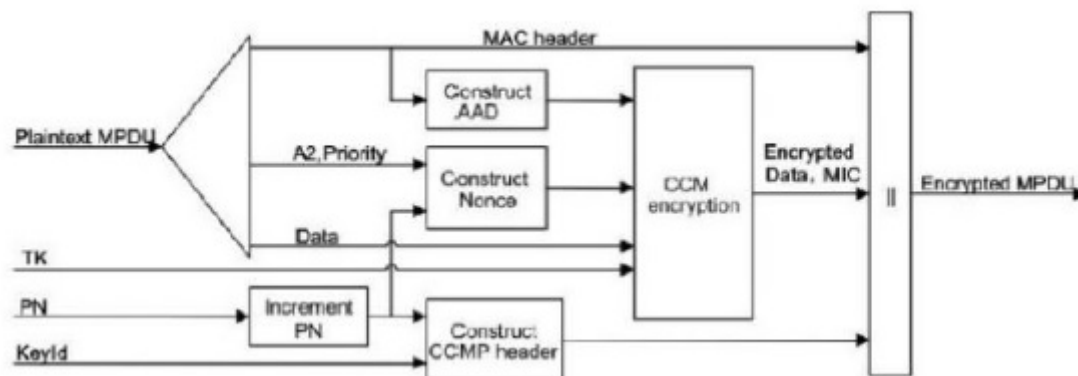 MAC header
Construct
AAD
Plaintext MPDU
A2,Priority
Construct
Nonce
CCM
encryption
Encrypted
Data, MIC
||
Encrypted MPDU
Data
TK
PN
Increment
PN
Construct
CCMP header
KeyId